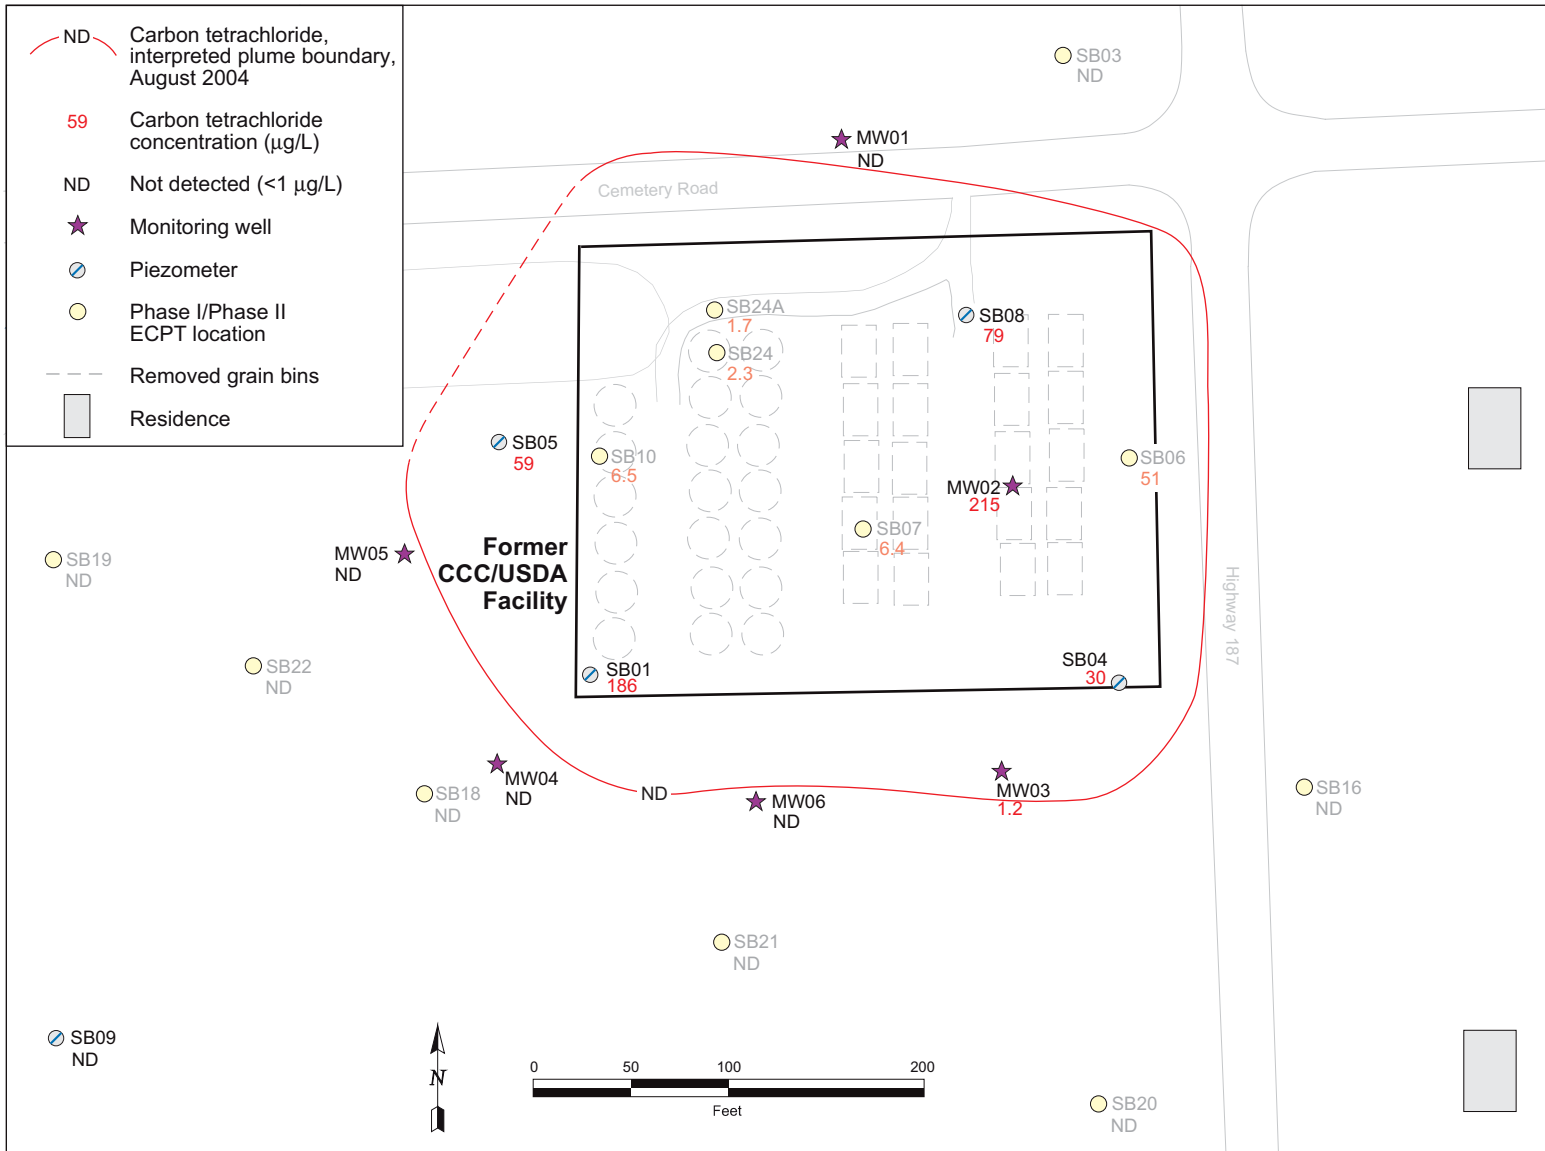 ND
Carbon tetrachloride,
interpreted plume boundary,
August 2004
59
Carbon tetrachloride
concentration (μg/L)
ND
Not detected (<1 μg/L)
Monitoring well
Piezometer
Phase I/Phase II
ECPT location
Removed grain bins
Residence
SB03
ND
MW01
ND
Cemetery Road
SB24A
1.7
SB08
79
SB24
2.3
SB05
59
SB10
6.5
SB06
51
MW02
215
SB07
6.4
MW05
ND
Former
CCC/USDA
Facility
SB19
ND
Highway 187
SB22
ND
SB01
186
SB04
30
MW04
ND
SB18
ND
ND
MW06
ND
MW03
1.2
SB16
ND
SB21
ND
SB09
ND
N
0 50 100 200
Feet
SB20
ND